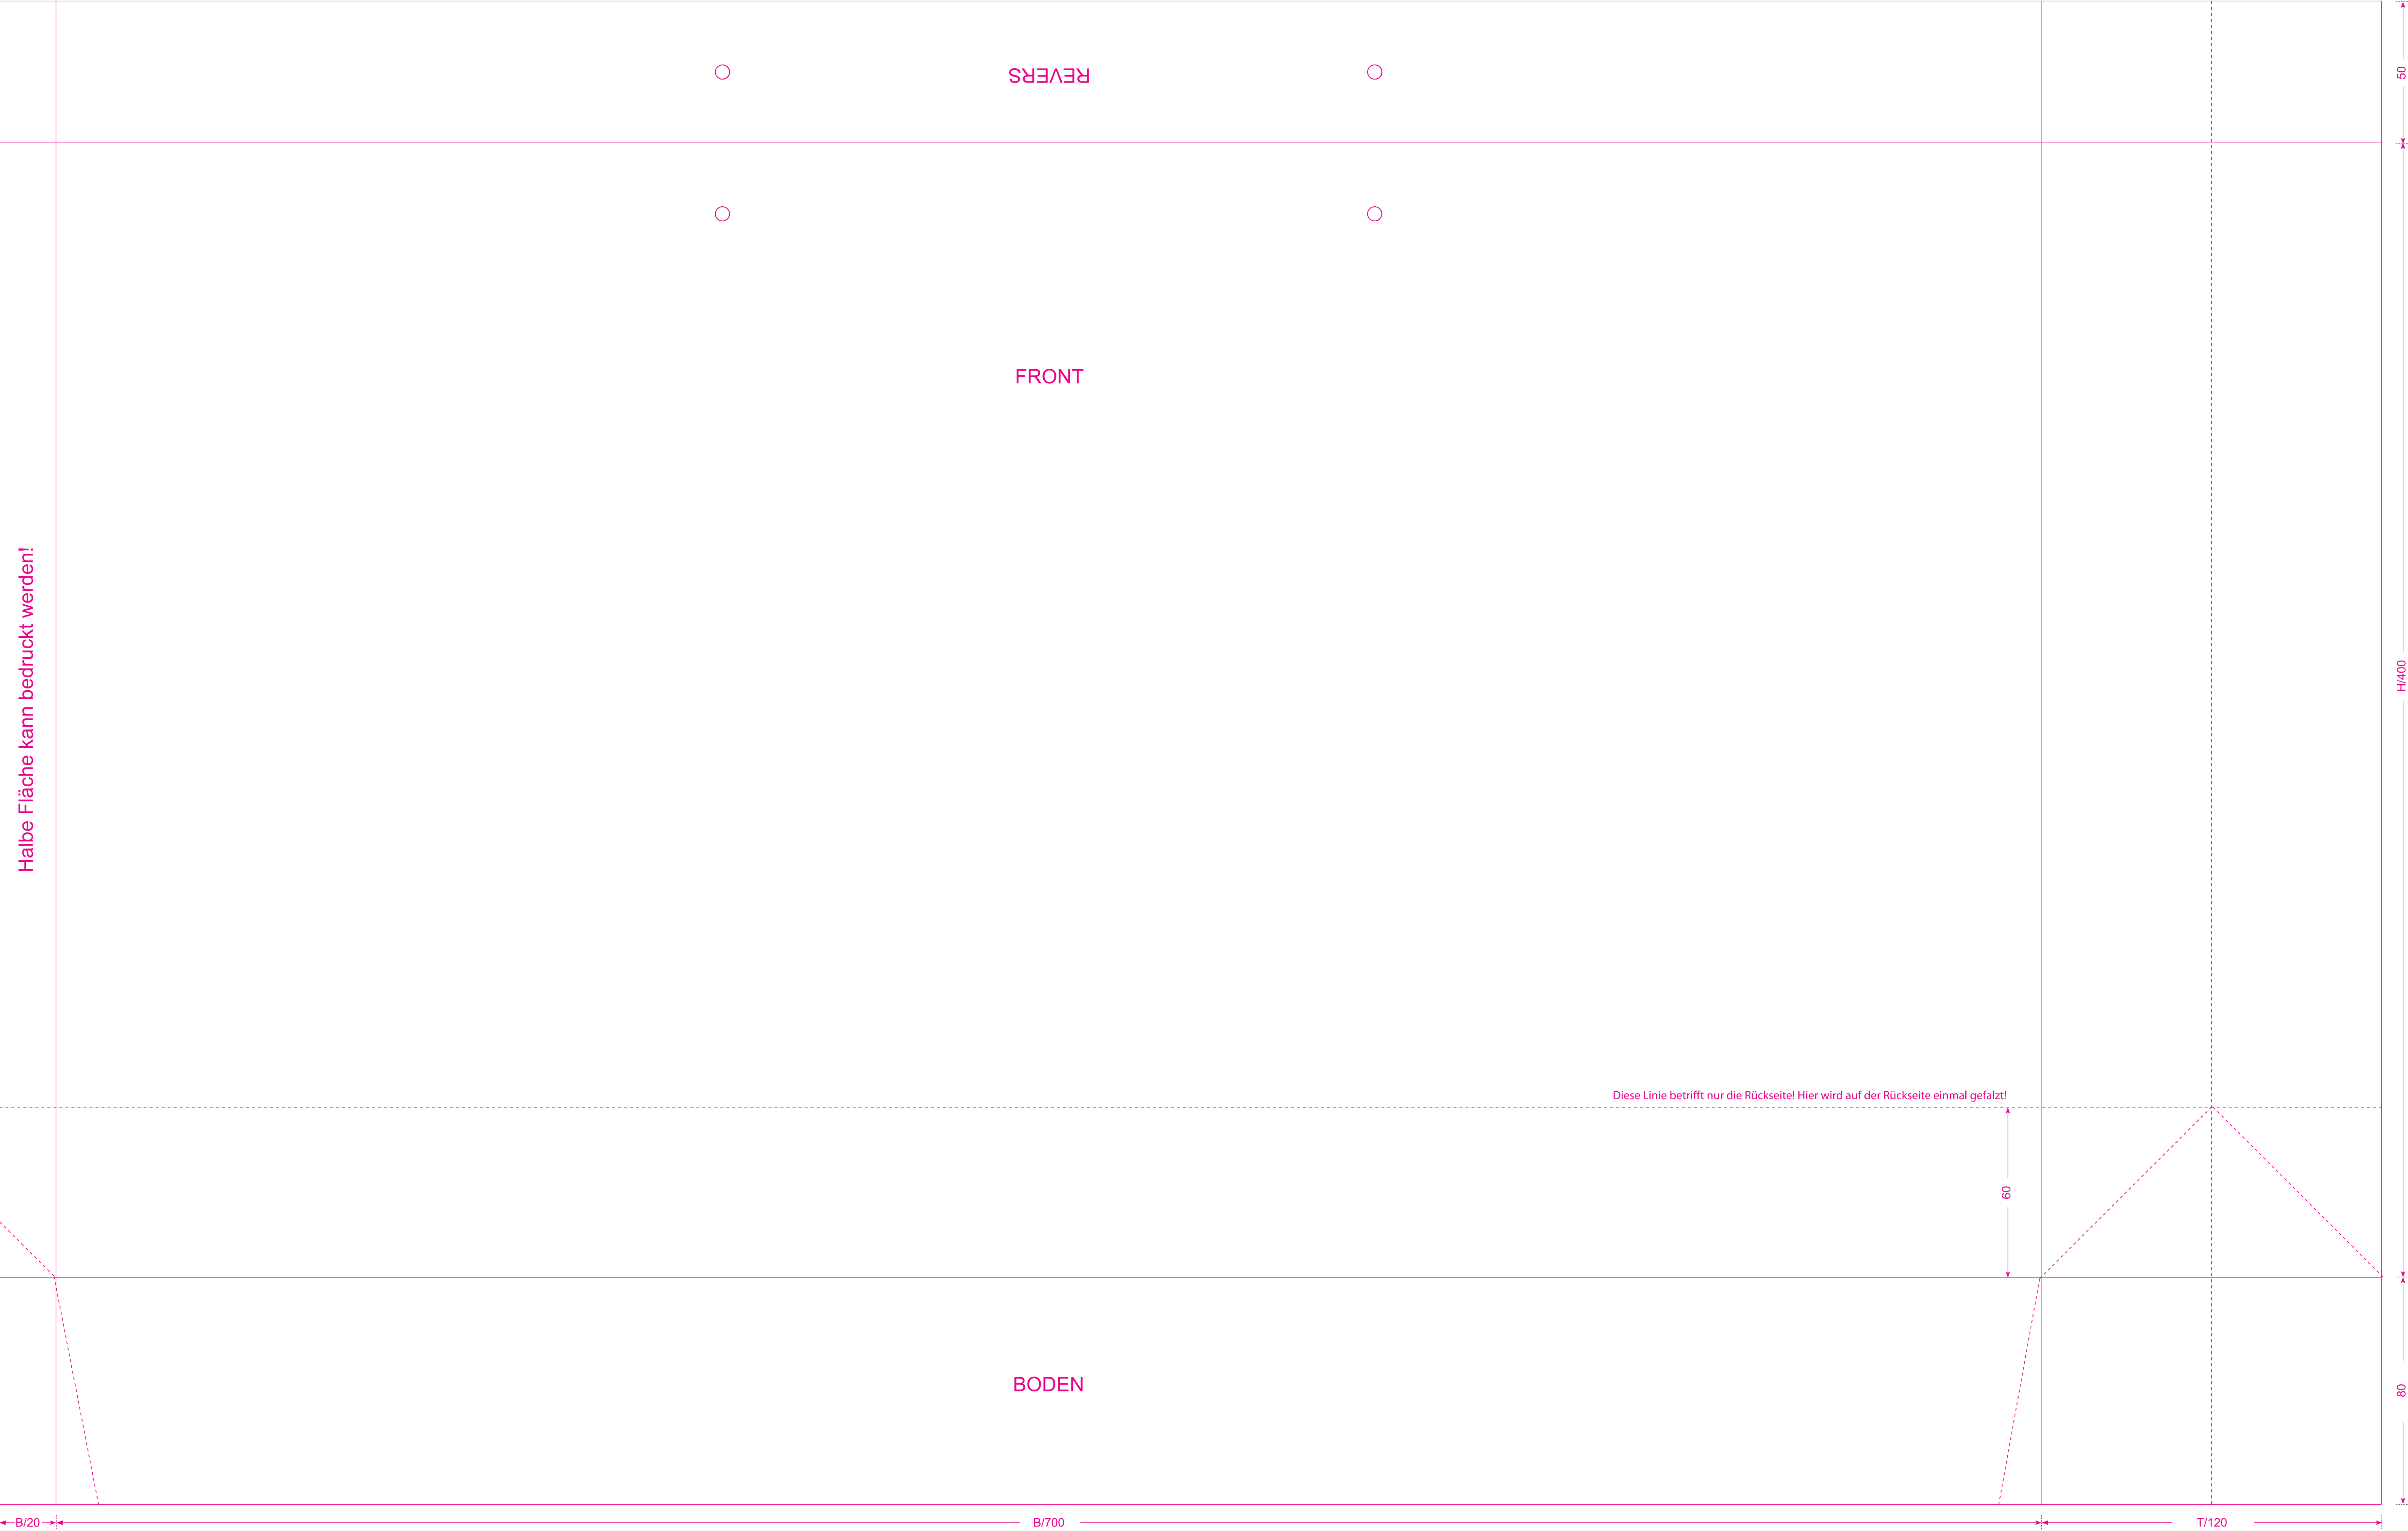 REVERS
50
FRONT
Halbe Fläche kann bedruckt werden!
H/400
Diese Linie betrifft nur die Rückseite! Hier wird auf der Rückseite einmal gefalzt!
60
BODEN
80
B/20
B/700
T/120